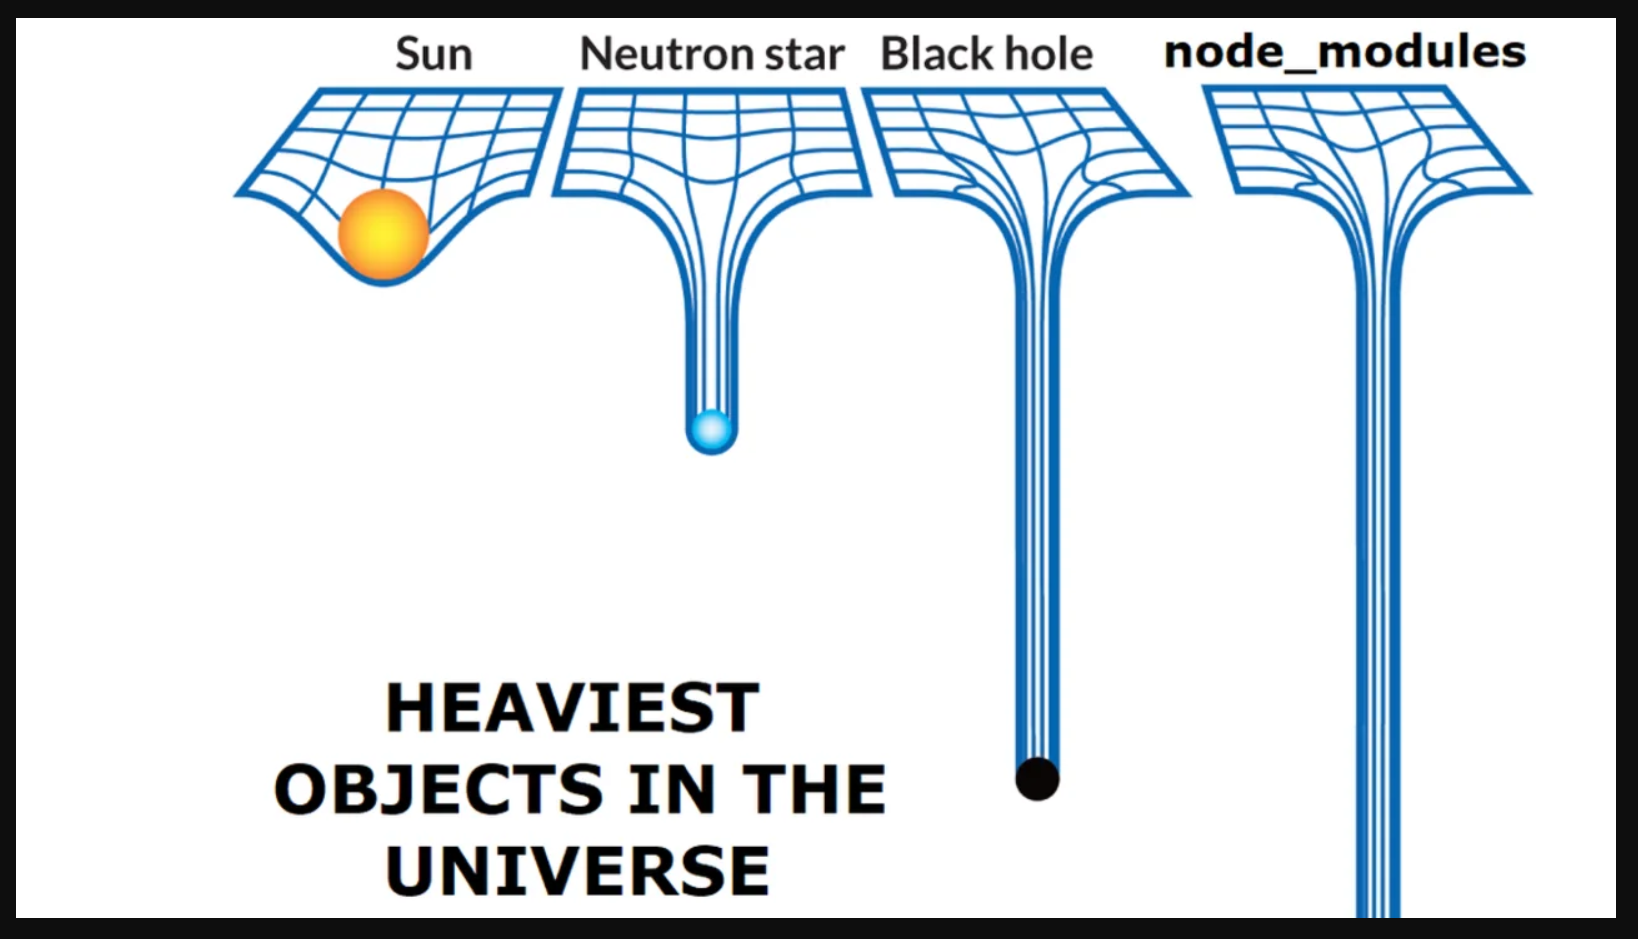 Sun
Neutron star
Black hole
node_modules
HEAVIEST
OBJECTS IN THE
UNIVERSE